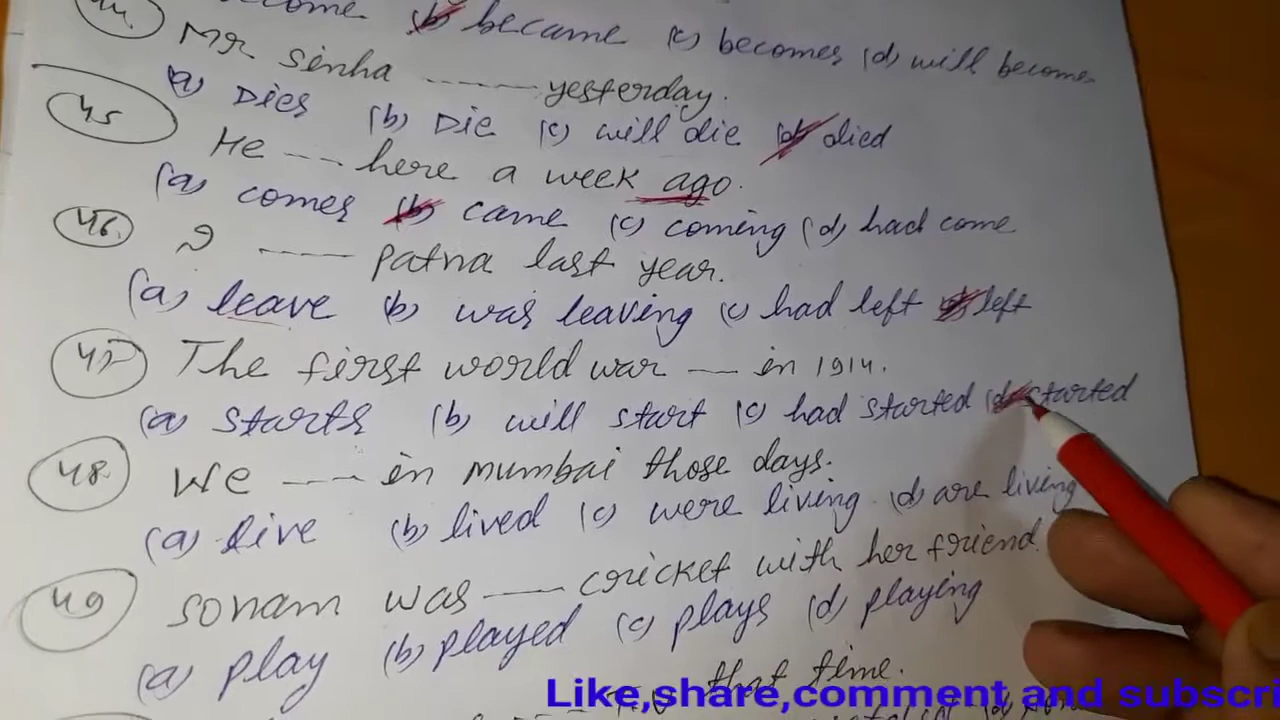 (b) became (c) becomes (d) will become
44. Mr Sinha ------ yesterday.
(a) Dies (b) Die (c) will die (d) died
45 He --- here a week ago.
(a) comes (b) came (c) coming (d) had come
46. I ---- Patna last year.
(a) leave (b) was leaving (c) had left (d) left
47 The first world war --- in 1914.
(a) starts (b) will start (c) had started (d) started
48. We --- in mumbai those days.
(a) live (b) lived (c) were living (d) are living
49 Sonam was --- cricket with her friend.
(a) play (b) played (c) plays (d) playing
that time.
Like,share,comment and subscri